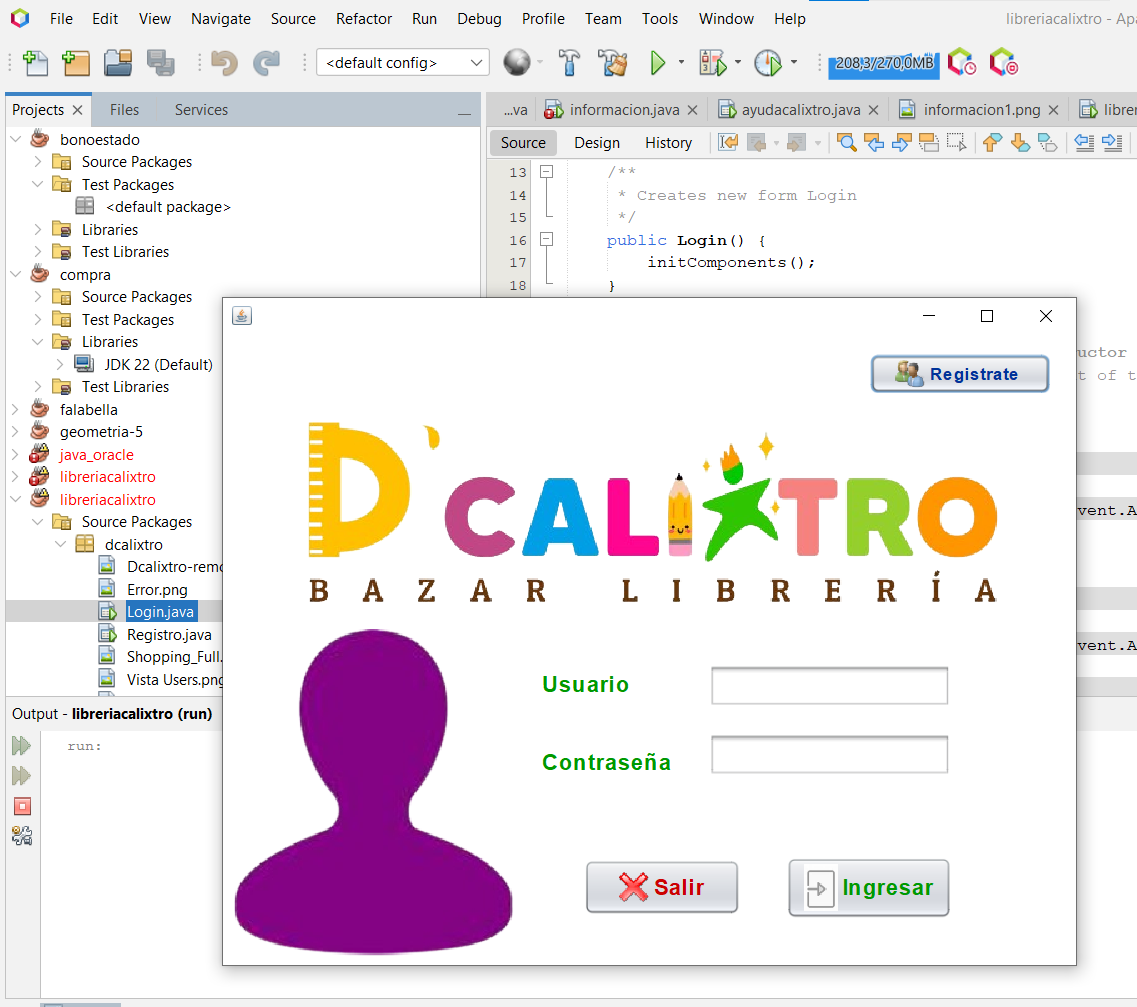 File Edit View Navigate Source Refactor Run Debug Profile Team Tools Window Help libreriacalixtro - Apa
<default config> 208,3/270,0MB
Projects Files Services
...va informacion.java ayudacalixtro.java informacion1.png librer
Source Design History
bonoestado
Source Packages
Test Packages
<default package>
Libraries
Test Libraries
compra
Source Packages
Test Packages
Libraries
JDK 22 (Default)
Test Libraries
falabella
geometria-5
java_oracle
libreriacalixtro
libreriacalixtro
Source Packages
dcalixtro
Dcalixtro-remo
Error.png
Login.java
Registro.java
Shopping_Full.
Vista Users.png
13 /**
14 * Creates new form Login
15 */
16 public Login() {
17 initComponents();
18 }
uctor
t of t
vent.A
vent.A
Registrate
D'CALIXTRO
BAZAR LIBRERÍA
Usuario
Contraseña
Salir Ingresar
Output - libreriacalixtro (run)
run: